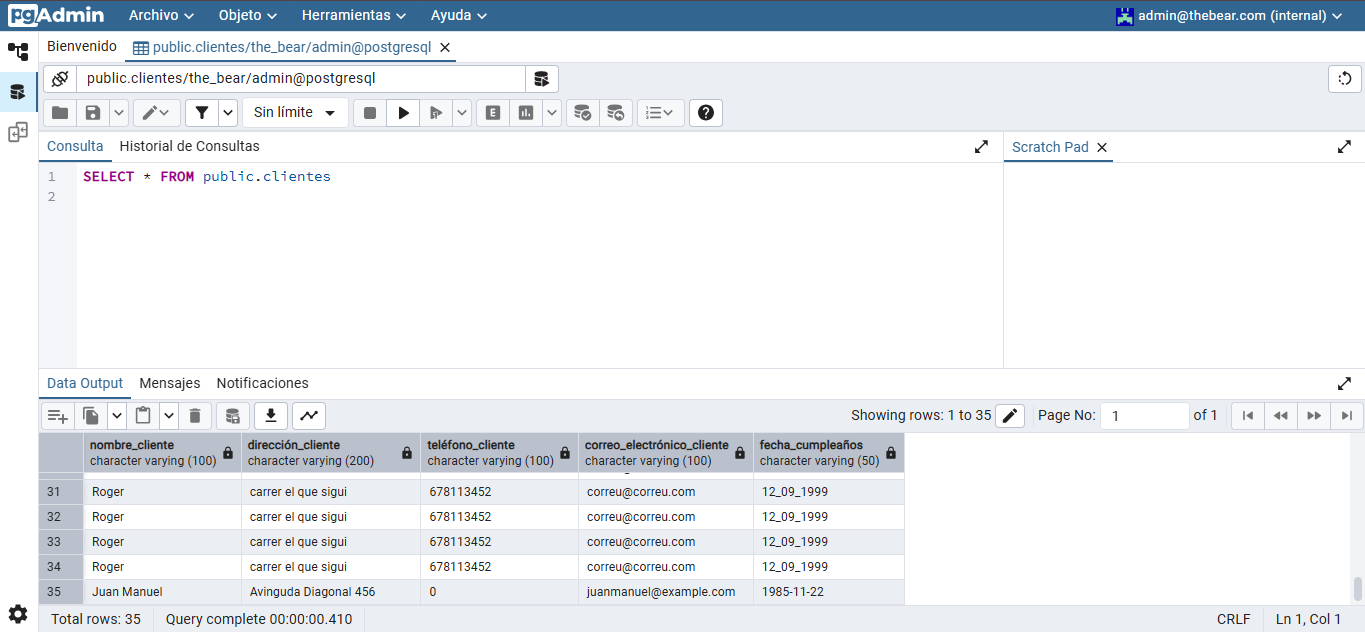 pgAdmin Archivo Objeto Herramientas Ayuda admin@thebear.com (internal)
Bienvenido public.clientes/the_bear/admin@postgresql
public.clientes/the_bear/admin@postgresql
Sin límite E
Consulta Historial de Consultas Scratch Pad
1 SELECT * FROM public.clientes
2
Data Output Mensajes Notificaciones
Showing rows: 1 to 35 Page No: 1 of 1
nombre_cliente dirección_cliente teléfono_cliente correo_electrónico_cliente fecha_cumpleaños
character varying (100) character varying (200) character varying (100) character varying (100) character varying (50)
31 Roger carrer el que sigui 678113452 correu@correu.com 12_09_1999
32 Roger carrer el que sigui 678113452 correu@correu.com 12_09_1999
33 Roger carrer el que sigui 678113452 correu@correu.com 12_09_1999
34 Roger carrer el que sigui 678113452 correu@correu.com 12_09_1999
35 Juan Manuel Avinguda Diagonal 456 0 juanmanuel@example.com 1985-11-22
Total rows: 35 Query complete 00:00:00.410 CRLF Ln 1, Col 1